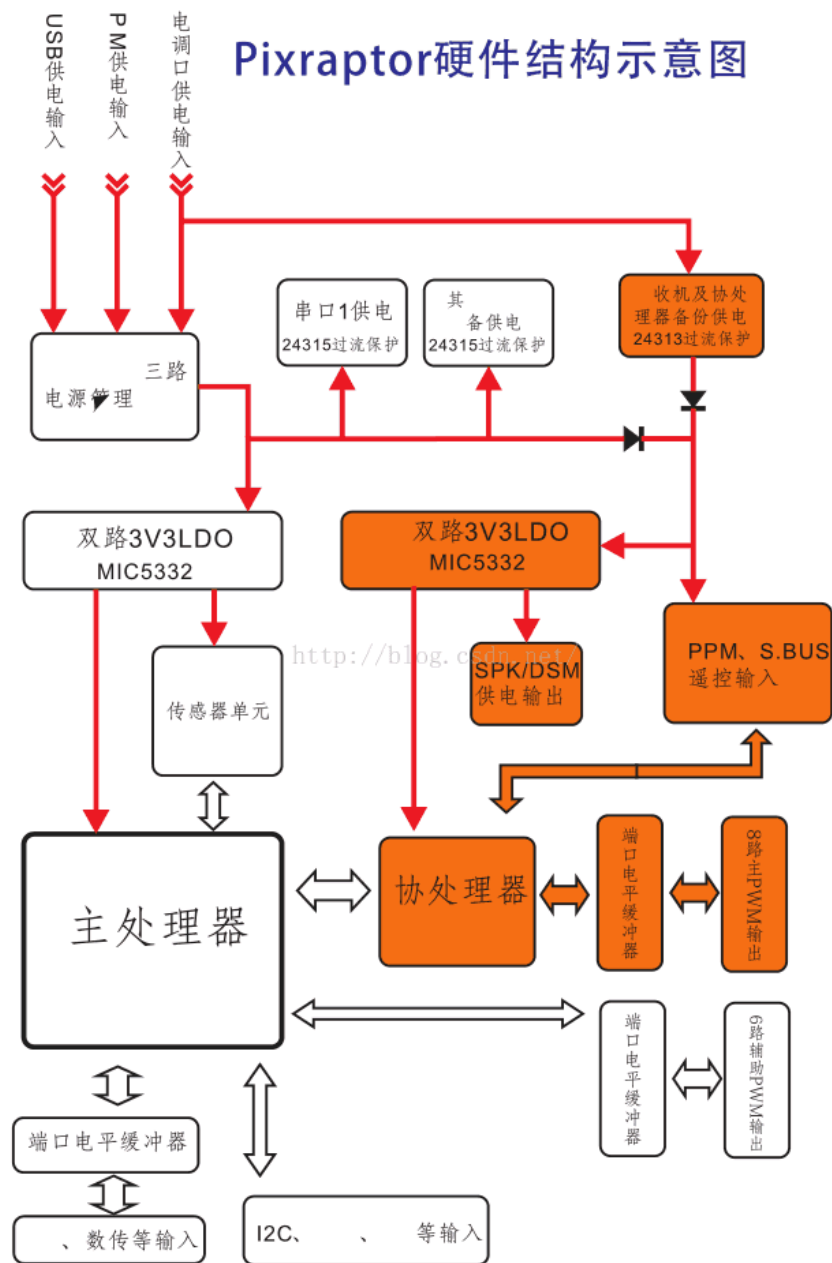 Pixraptor硬件结构示意图
USB供电输入
PM供电输入
电调口供电输入
串口1供电
24315过流保护
其
备供电
24315过流保护
收机及协处
理器备份供电
24313过流保护
三路
电源管理
双路3V3LDO
MIC5332
双路3V3LDO
MIC5332
http://blog.csdn.net/
传感器单元
SPK/DSM
供电输出
PPM、S.BUS
遥控输入
主处理器
协处理器
端口电平缓冲器
8路主PWM输出
端口电平缓冲器
6路辅助PWM输出
端口电平缓冲器
、数传等输入
I2C、 、 等输入